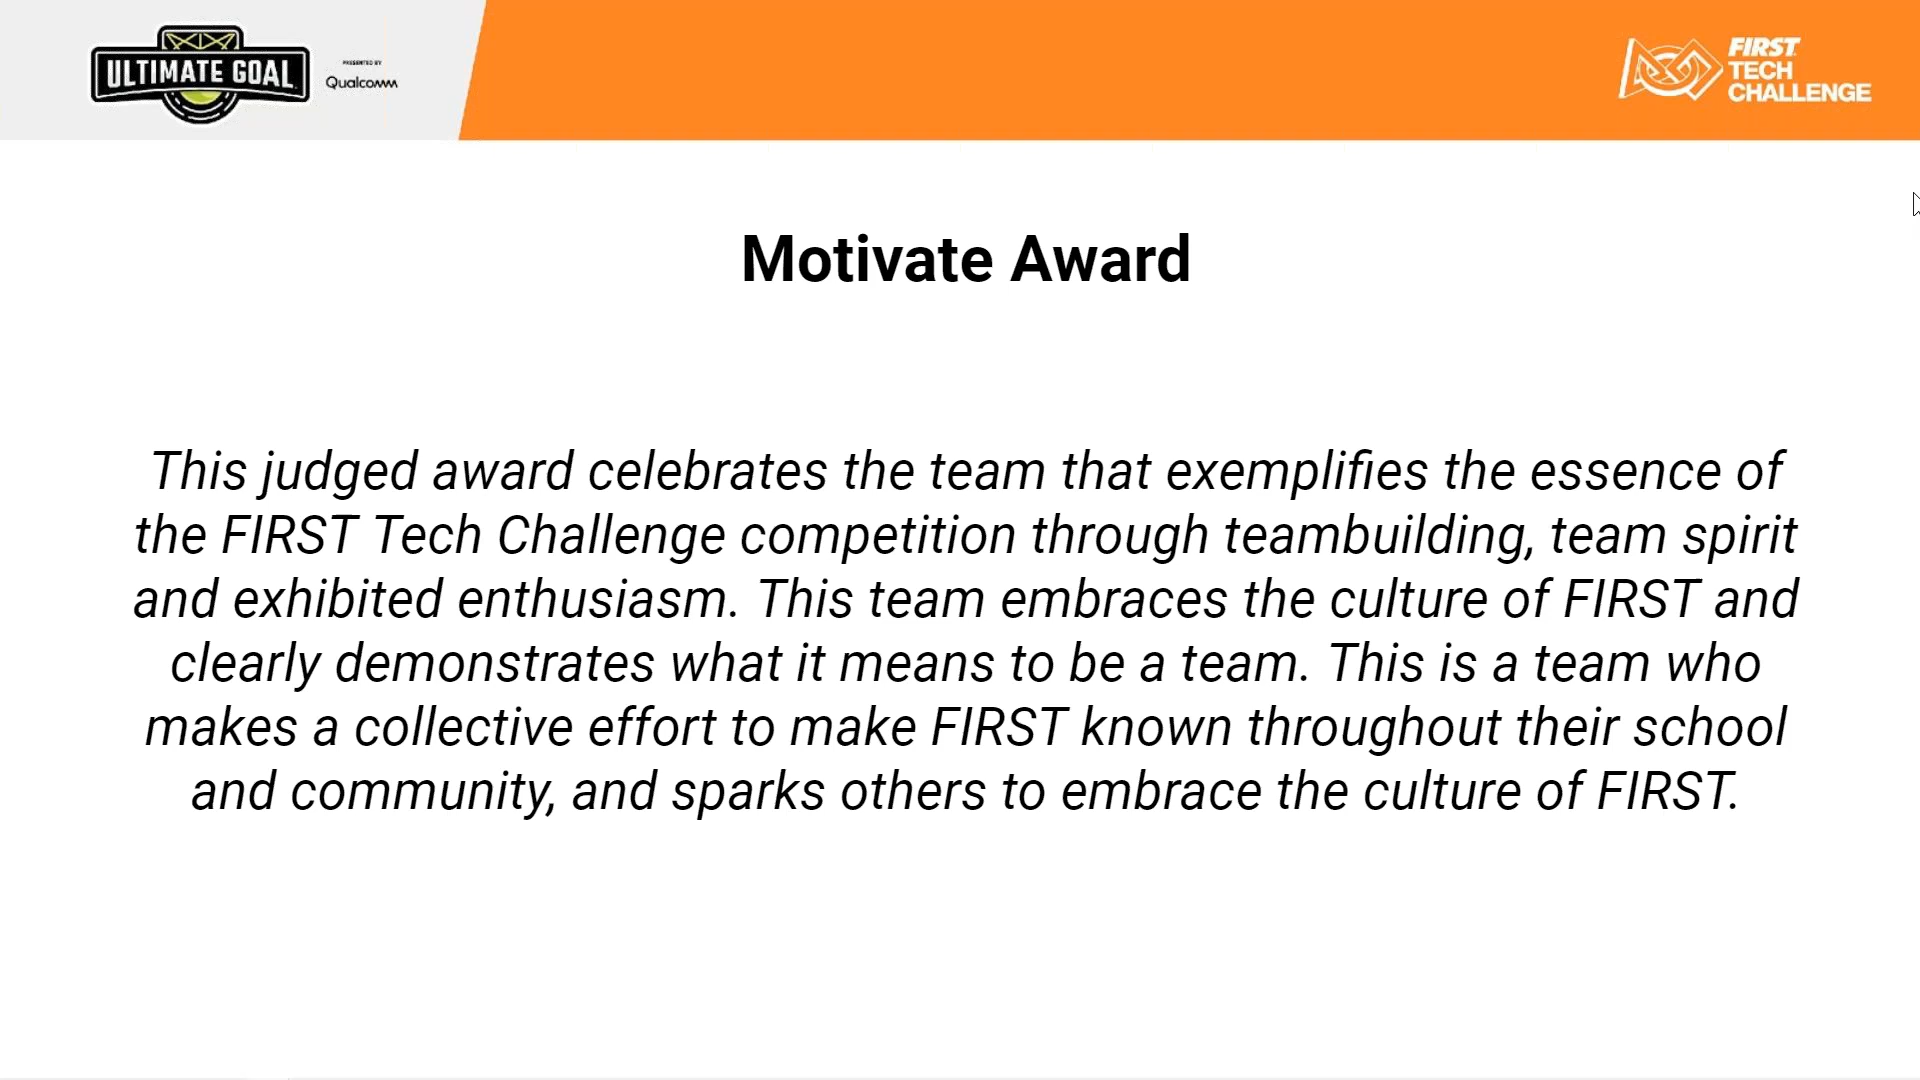 ULTIMATE GOAL
PRESENTED BY
Qualcomm
FIRST
TECH
CHALLENGE
Motivate Award
This judged award celebrates the team that exemplifies the essence of
the FIRST Tech Challenge competition through teambuilding, team spirit
and exhibited enthusiasm. This team embraces the culture of FIRST and
clearly demonstrates what it means to be a team. This is a team who
makes a collective effort to make FIRST known throughout their school
and community, and sparks others to embrace the culture of FIRST.